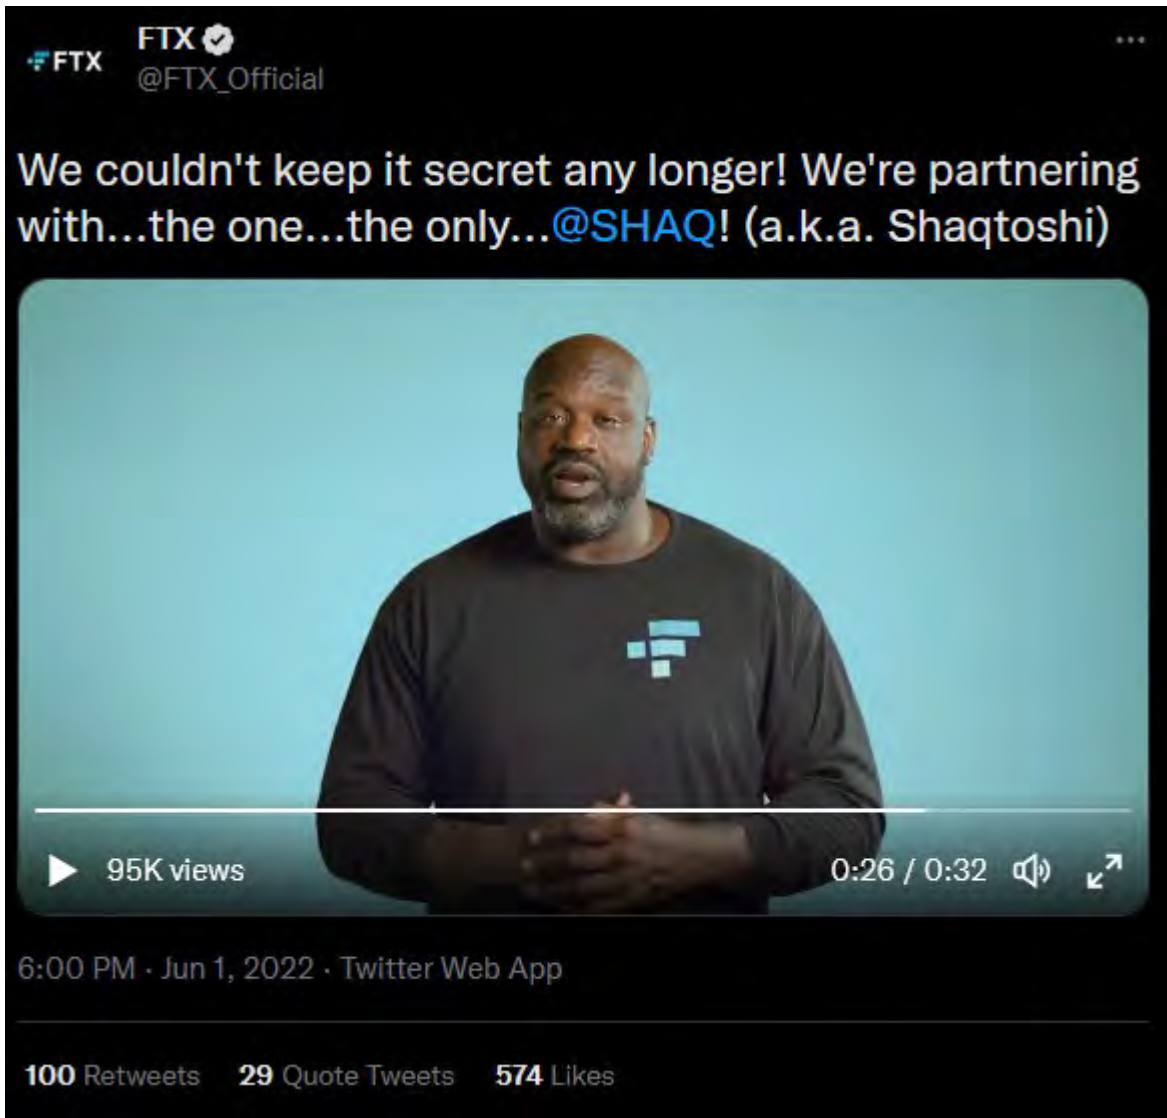 FTX
FTX
@FTX_Official
We couldn't keep it secret any longer! We're partnering
with...the one...the only...@SHAQ! (a.k.a. Shaqtoshi)
95K views
0:26 / 0:32
6:00 PM · Jun 1, 2022 · Twitter Web App
100 Retweets 29 Quote Tweets 574 Likes